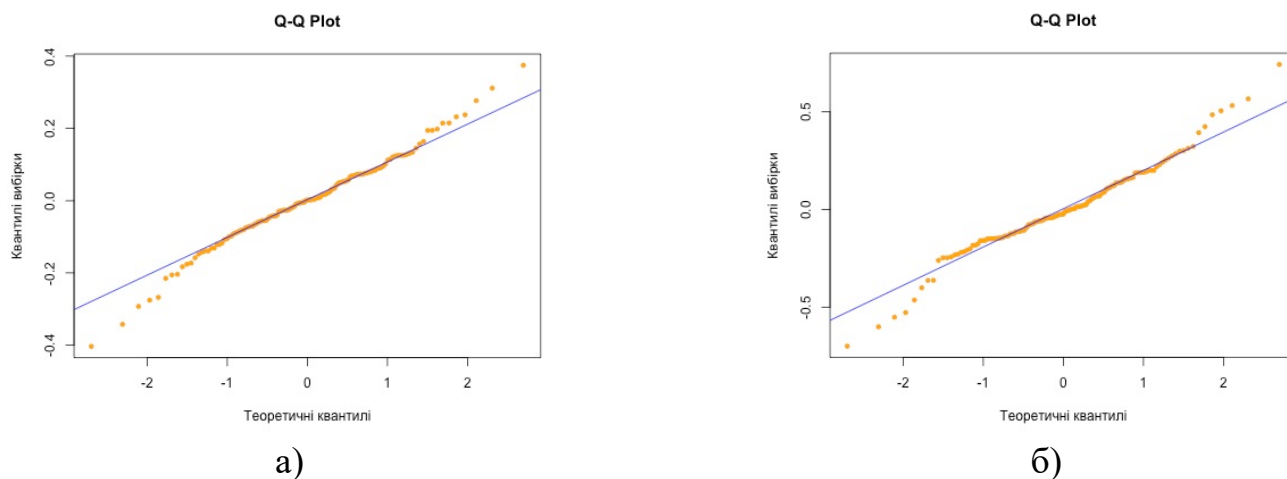 Q-Q Plot
Квантилі вибірки
0.4
0.2
0.0
-0.2
-0.4
-2 -1 0 1 2
Теоретичні квантилі
а)
Q-Q Plot
Квантилі вибірки
0.5
0.0
-0.5
-2 -1 0 1 2
Теоретичні квантилі
б)